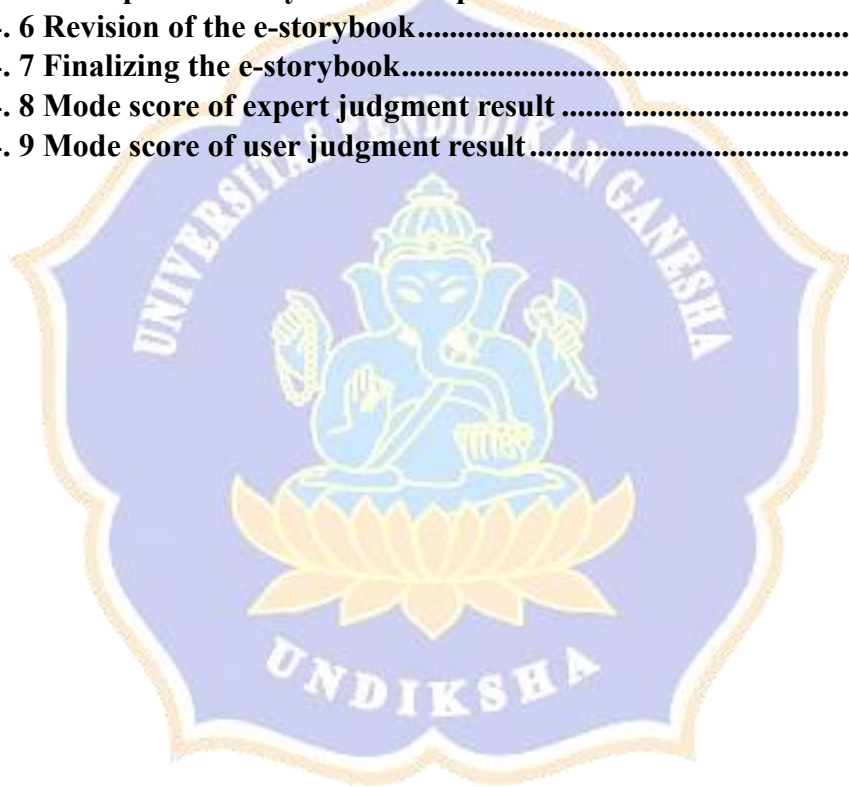 . 6 Revision of the e-storybook..............................................................
. 7 Finalizing the e-storybook................................................................
. 8 Mode score of expert judgment result ..........................................
. 9 Mode score of user judgment result..............................................
UNIVERSITAS PENDIDIKAN GANESHA
UNDIKSHA